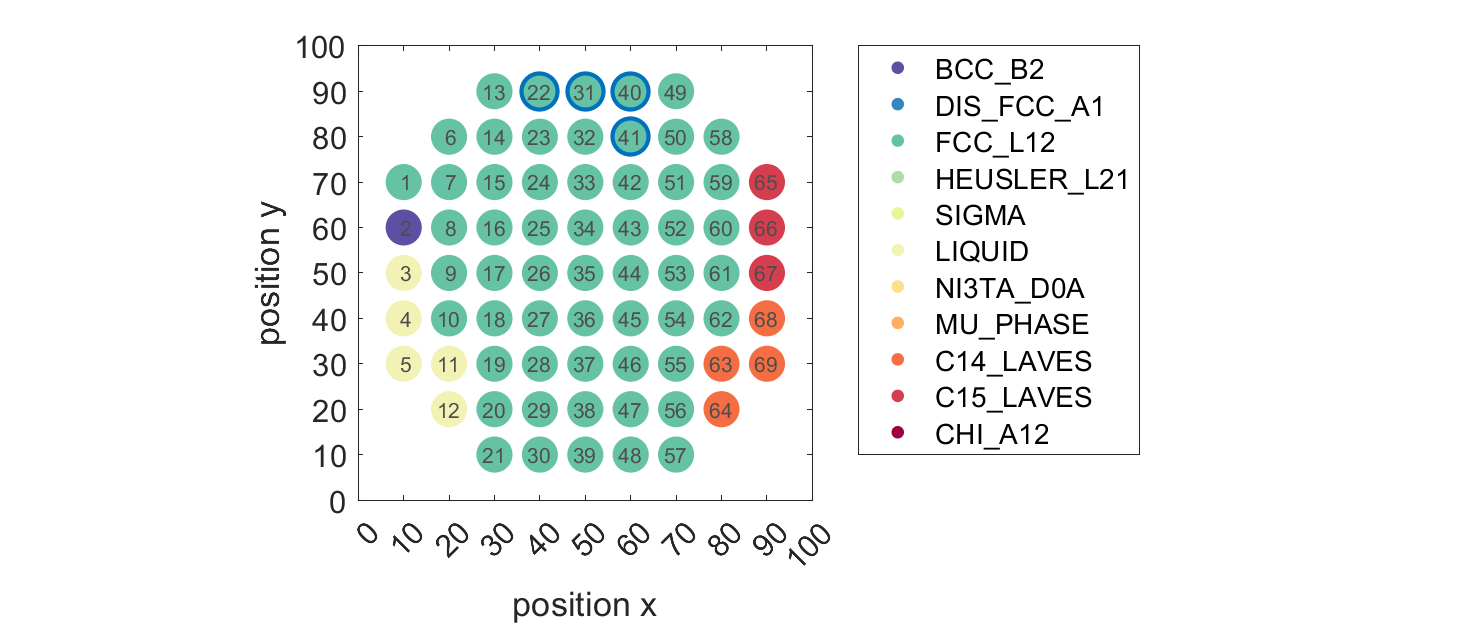 100
90
80
70
60
50
40
30
20
10
0
position y
13 22 31 40 49
6 14 23 32 41 50 58
1 7 15 24 33 42 51 59 65
2 8 16 25 34 43 52 60 66
3 9 17 26 35 44 53 61 67
4 10 18 27 36 45 54 62 68
5 11 19 28 37 46 55 63 69
12 20 29 38 47 56 64
21 30 39 48 57
0 10 20 30 40 50 60 70 80 90 100
position x
BCC_B2
DIS_FCC_A1
FCC_L12
HEUSLER_L21
SIGMA
LIQUID
NI3TA_D0A
MU_PHASE
C14_LAVES
C15_LAVES
CHI_A12